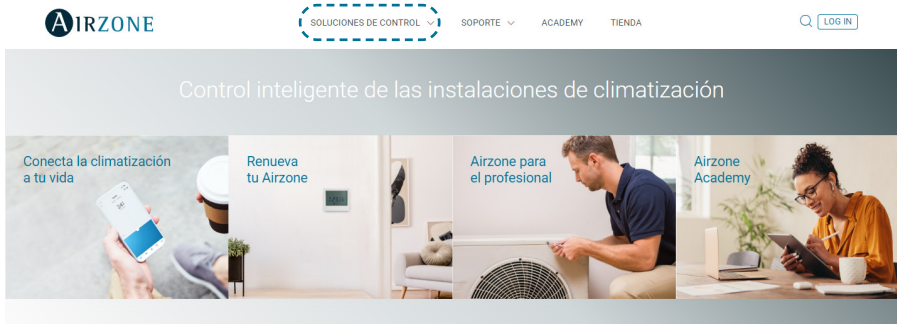 AIRZONE
SOLUCIONES DE CONTROL
SOPORTE
ACADEMY
TIENDA
LOG IN
Control inteligente de las instalaciones de climatización
Conecta la climatización
a tu vida
Renueva
tu Airzone
Airzone para
el profesional
Airzone
Academy